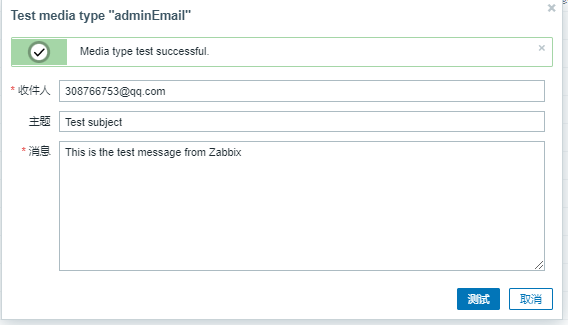 Test media type "adminEmail"
Media type test successful.
* 收件人 308766753@qq.com
主题 Test subject
* 消息 This is the test message from Zabbix
测试 取消